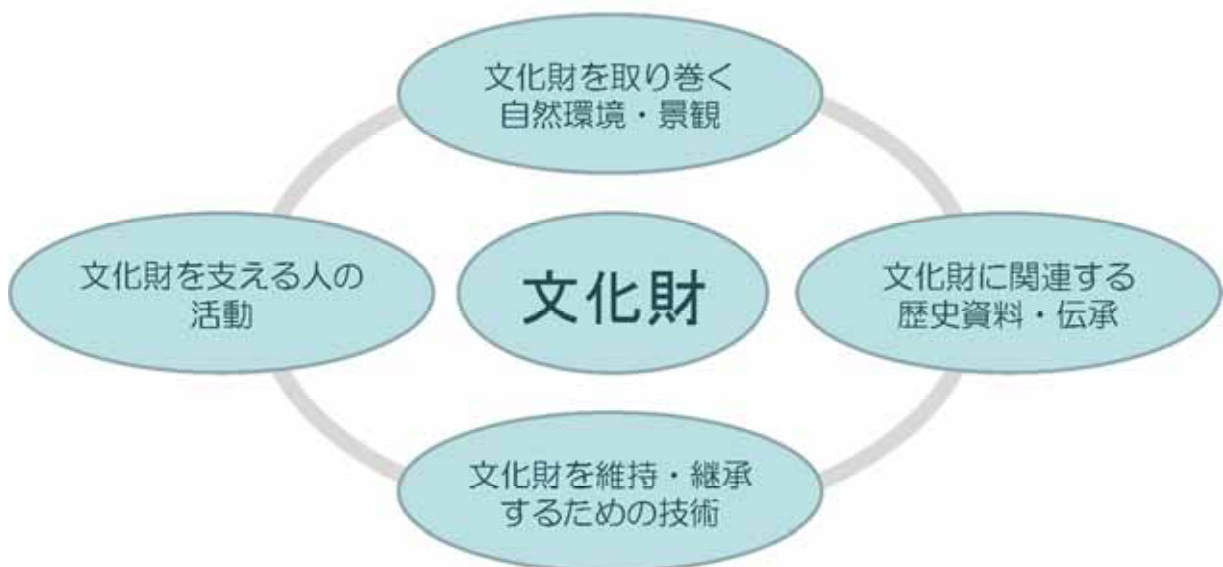 文化財を取り巻く
自然環境・景観
文化財を支える人の
活動
文化財
文化財に関連する
歴史資料・伝承
文化財を維持・継承
するための技術